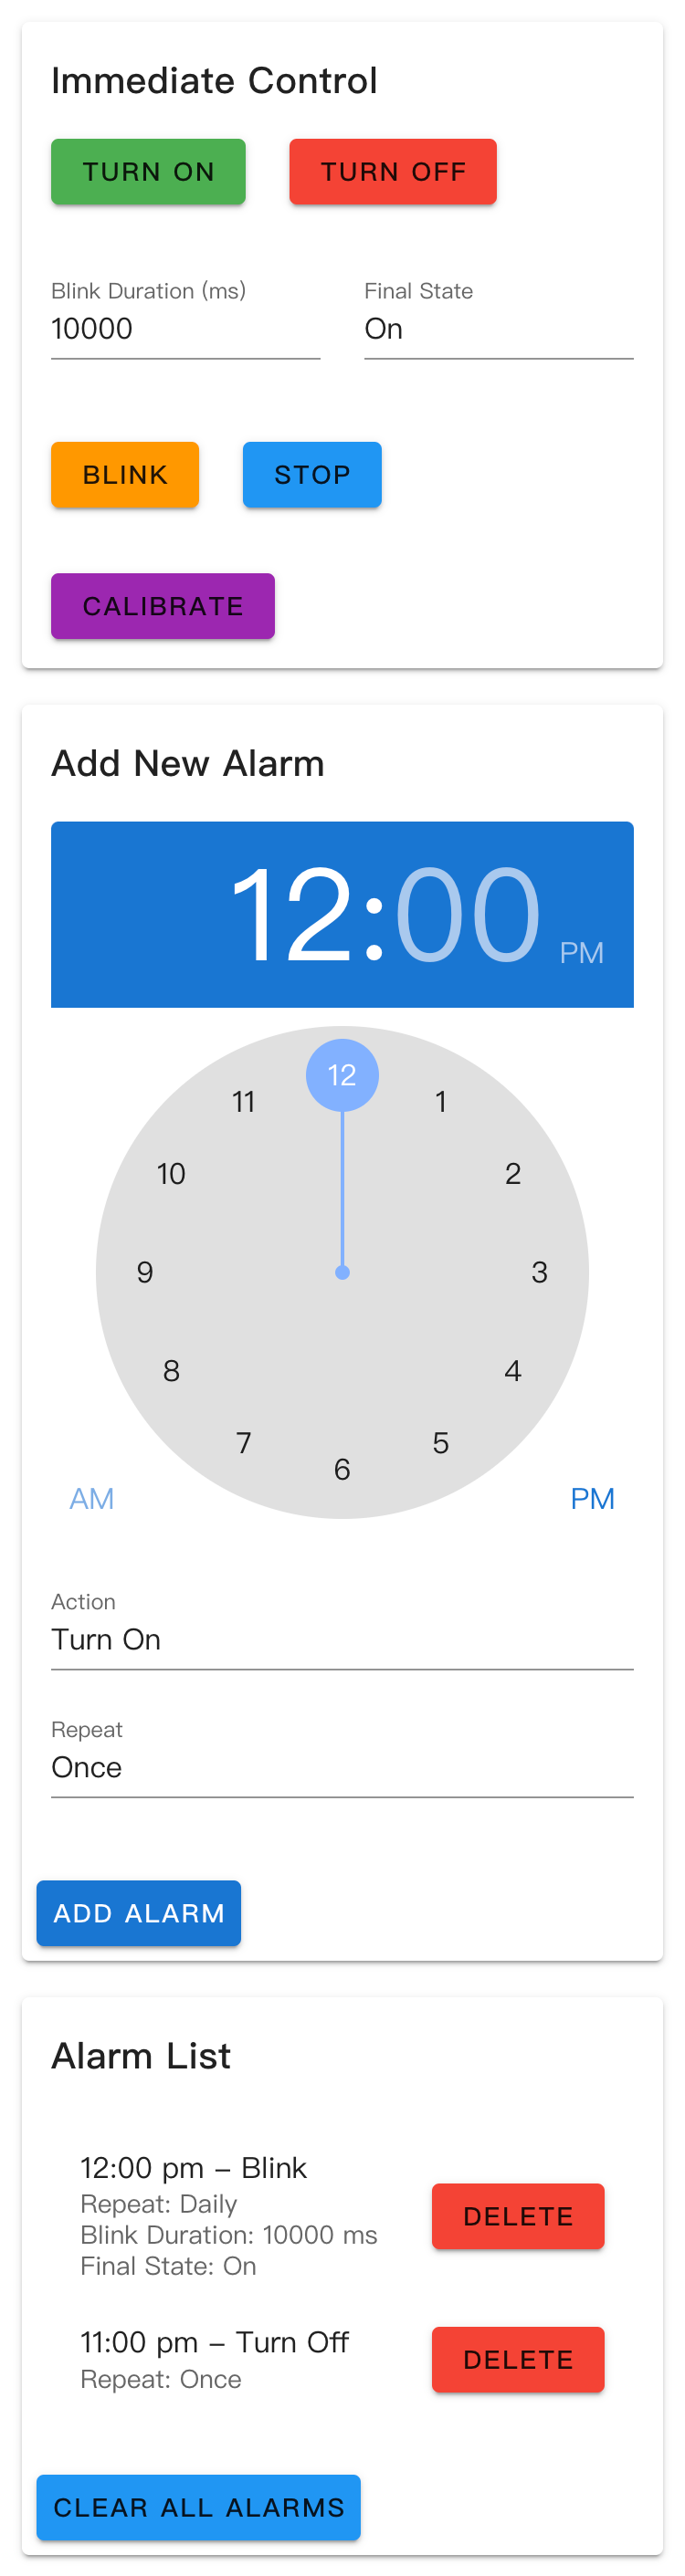 Immediate Control
TURN ON TURN OFF
Blink Duration (ms) Final State
10000 On
BLINK STOP
CALIBRATE
Add New Alarm
12:00 PM
12
11 1
10 2
9 3
8 4
7 5
6
AM PM
Action
Turn On
Repeat
Once
ADD ALARM
Alarm List
12:00 pm – Blink
Repeat: Daily
Blink Duration: 10000 ms
Final State: On
DELETE
11:00 pm – Turn Off
Repeat: Once
DELETE
CLEAR ALL ALARMS